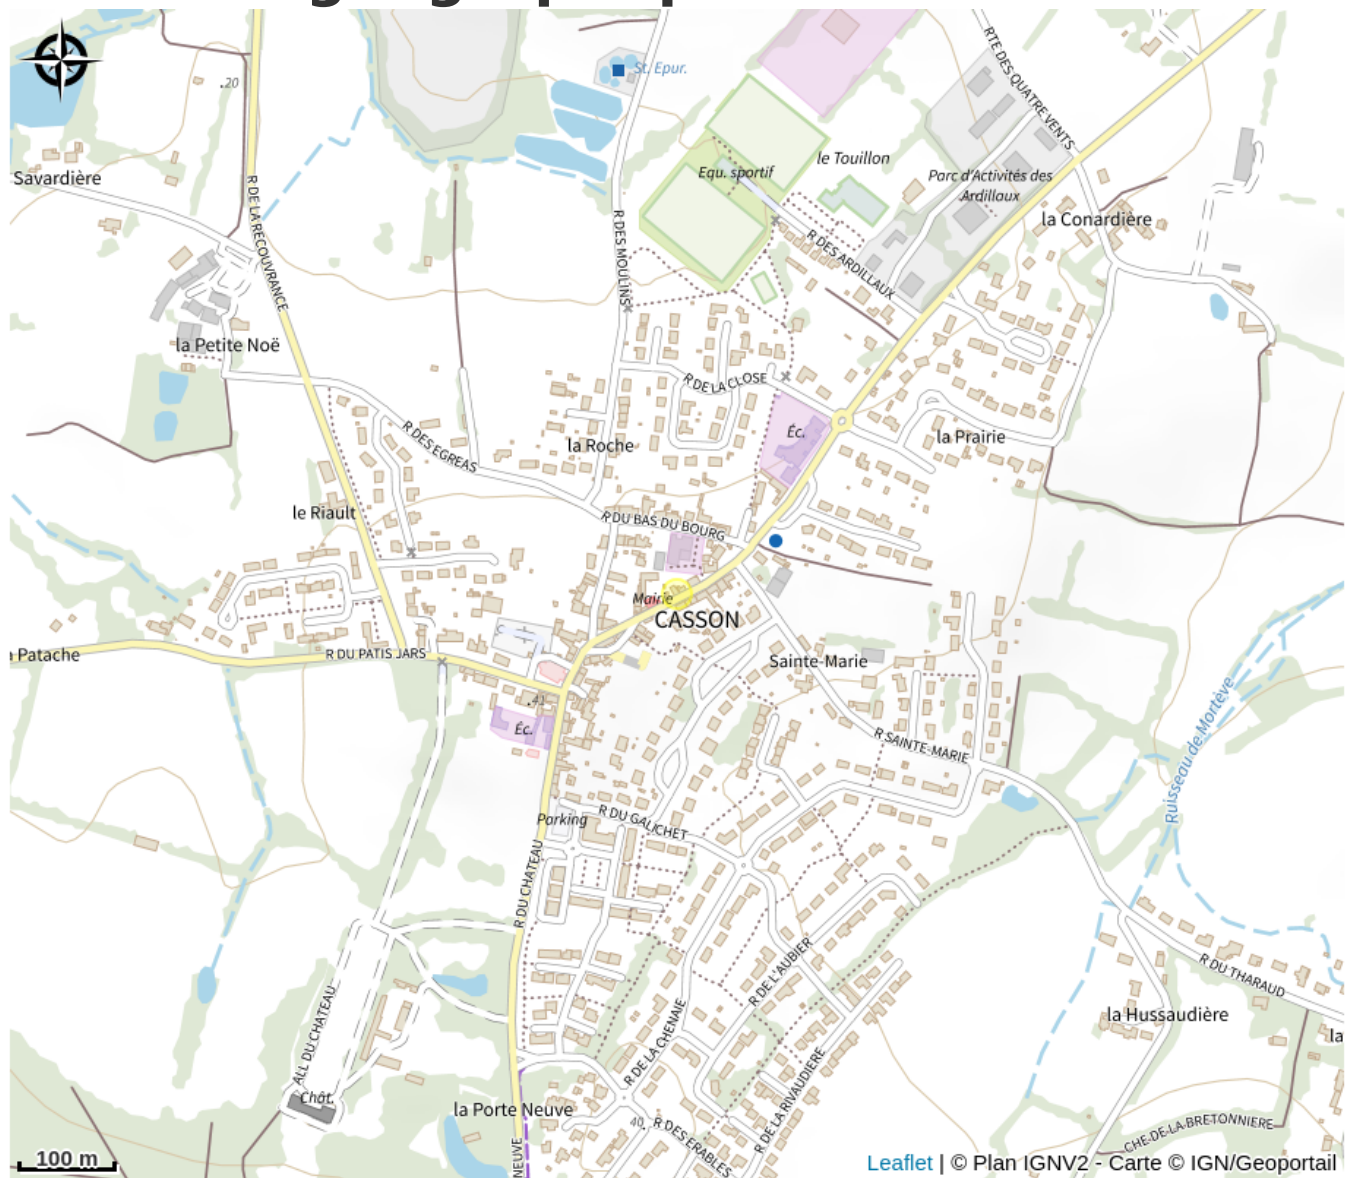 St. Epur.
RTE DES QUATRE VENTS
.20
Savardière
R DE LA RECOUVRANCE
Equ. sportif
le Touillon
Parc d'Activités des
Ardillaux
la Conardière
R DES MOULINS
R DES ARDILLAUX
la Petite Noë
R DE LA CLOSE
R DES EGREAS
la Roche
Éc.
la Prairie
le Riault
R DU BAS DU BOURG
Mairie
CASSON
Patache
R DU PATIS JARS
Sainte-Marie
Ruisseau de Mortève
.41
Éc.
R SAINTE-MARIE
Parking
R DU GALICHET
R DU CHATEAU
R DE L'AUBIER
R DU THARAUD
ALL DU CHATEAU
R DE LA CHENAIE
la Hussaudière
la
R DE LA RIVAUDIERE
Chât.
la Porte Neuve
40
R DES ERABLES
CHE DE LA BRETONNIERE
NEUVE
100 m
Leaflet | © Plan IGNV2 - Carte © IGN/Geoportail